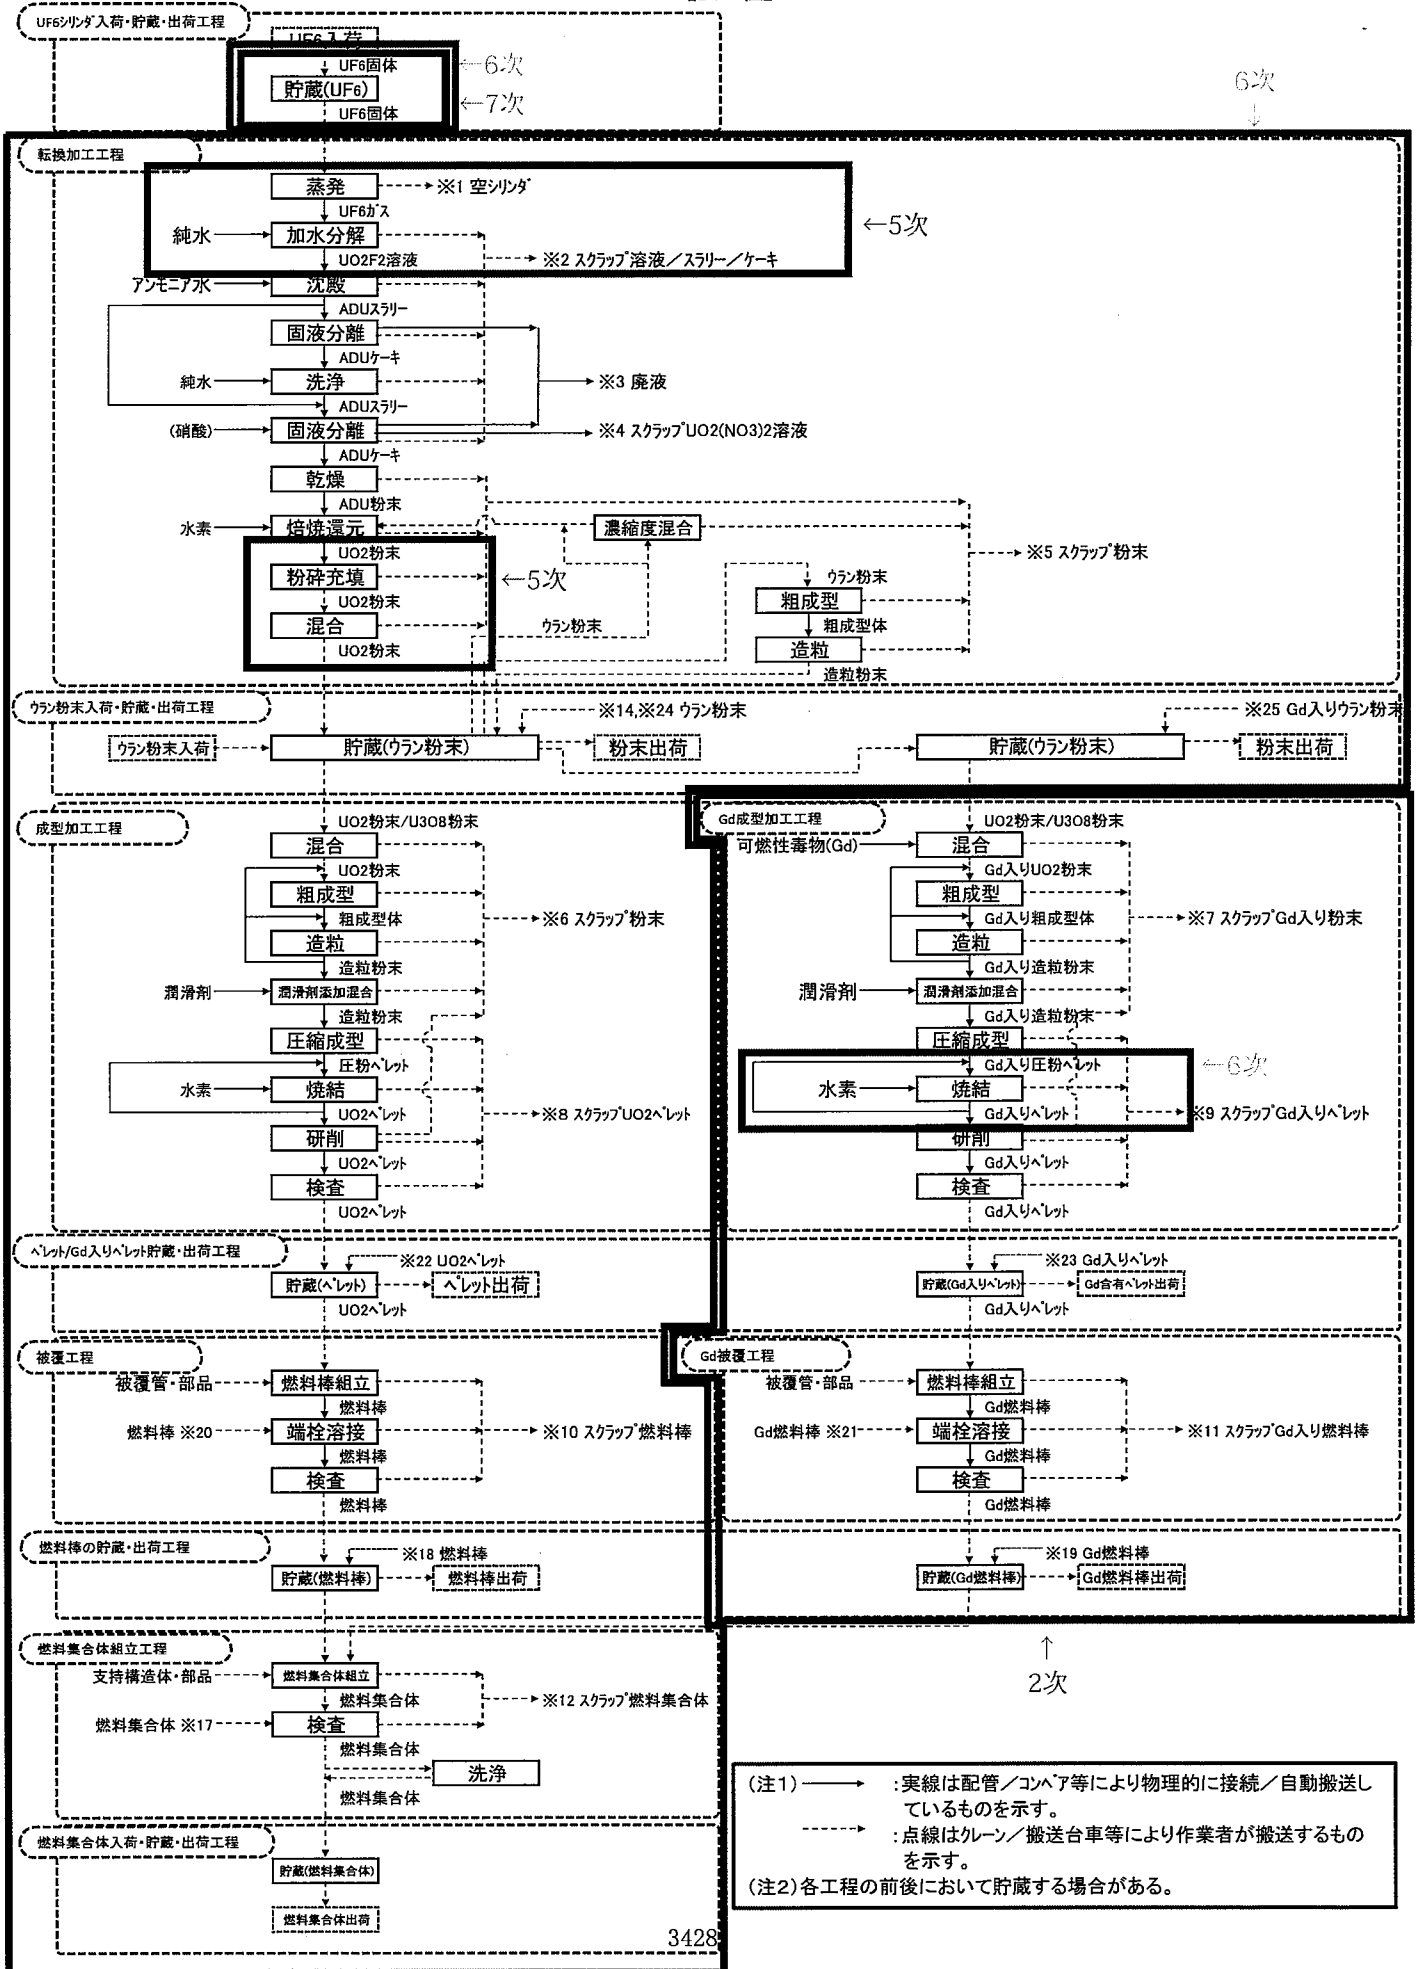 UF6シリンダ入荷・貯蔵・出荷工程
UF6入荷
UF6固体
←6次
貯蔵(UF6)
←7次
UF6固体
6次
↓
転換加工工程
蒸発
※1 空シリンダ
UF6ガス
純水
加水分解
←5次
UO2F2溶液
※2 スクラップ溶液/スラリー/ケーキ
アンモニア水
沈殿
ADUスラリー
固液分離
ADUケーキ
純水
洗浄
※3 廃液
ADUスラリー
(硝酸)
固液分離
※4 スクラップUO2(NO3)2溶液
ADUケーキ
乾燥
ADU粉末
水素
焙焼還元
濃縮度混合
UO2粉末
※5 スクラップ粉末
粉砕充填
←5次
ウラン粉末
UO2粉末
粗成型
混合
ウラン粉末
粗成型体
UO2粉末
造粒
造粒粉末
ウラン粉末入荷・貯蔵・出荷工程
※14,※24 ウラン粉末
※25 Gd入りウラン粉末
ウラン粉末入荷
貯蔵(ウラン粉末)
粉末出荷
貯蔵(ウラン粉末)
粉末出荷
成型加工工程
UO2粉末/U3O8粉末
混合
UO2粉末
粗成型
粗成型体
※6 スクラップ粉末
造粒
造粒粉末
潤滑剤
潤滑剤添加混合
造粒粉末
圧縮成型
圧粉ペレット
水素
焼結
UO2ペレット
※8 スクラップUO2ペレット
研削
UO2ペレット
検査
UO2ペレット
Gd成型加工工程
UO2粉末/U3O8粉末
可燃性毒物(Gd)
混合
Gd入りUO2粉末
粗成型
Gd入り粗成型体
※7 スクラップGd入り粉末
造粒
Gd入り造粒粉末
潤滑剤
潤滑剤添加混合
Gd入り造粒粉末
圧縮成型
Gd入り圧粉ペレット
←6次
水素
焼結
Gd入りペレット
※9 スクラップGd入りペレット
研削
Gd入りペレット
検査
Gd入りペレット
ペレット/Gd入りペレット貯蔵・出荷工程
※22 UO2ペレット
貯蔵(ペレット)
ペレット出荷
UO2ペレット
※23 Gd入りペレット
貯蔵(Gd入りペレット)
Gd含有ペレット出荷
Gd入りペレット
被覆工程
被覆管・部品
燃料棒組立
燃料棒
燃料棒 ※20
端栓溶接
※10 スクラップ燃料棒
燃料棒
検査
燃料棒
Gd被覆工程
被覆管・部品
燃料棒組立
Gd燃料棒
Gd燃料棒 ※21
端栓溶接
※11 スクラップGd入り燃料棒
Gd燃料棒
検査
Gd燃料棒
燃料棒の貯蔵・出荷工程
※18 燃料棒
貯蔵(燃料棒)
燃料棒出荷
※19 Gd燃料棒
貯蔵(Gd燃料棒)
Gd燃料棒出荷
↑
2次
燃料集合体組立工程
支持構造体・部品
燃料集合体組立
燃料集合体
※12 スクラップ燃料集合体
燃料集合体 ※17
検査
燃料集合体
洗浄
燃料集合体
燃料集合体入荷・貯蔵・出荷工程
貯蔵(燃料集合体)
燃料集合体出荷
(注1) :実線は配管/コンベア等により物理的に接続/自動搬送し
ているものを示す。
:点線はクレーン/搬送台車等により作業者が搬送するもの
を示す。
(注2)各工程の前後において貯蔵する場合がある。
3428